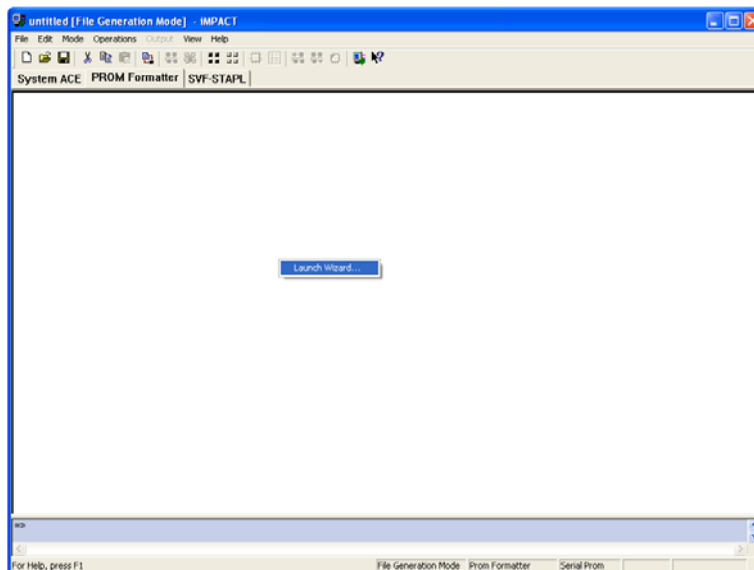 untitled [File Generation Mode] - iMPACT
File Edit Mode Operations Output View Help
System ACE PROM Formatter SVF-STAPL
Launch Wizard...
=>
For Help, press F1 File Generation Mode Prom Formatter Serial Prom